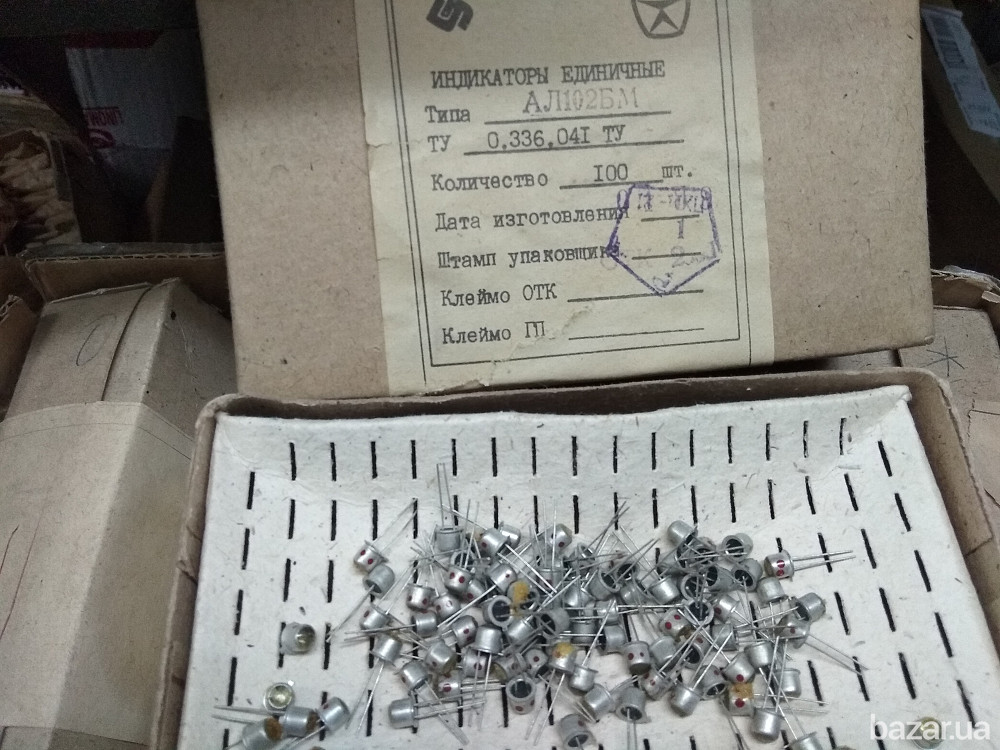 ИНДИКАТОРЫ ЕДИНИЧНЫЕ
Типа АЛ102БМ
ТУ 0,336,041 ТУ
Количество 100 шт.
Дата изготовления
Штамп упаковщика
Клеймо ОТК
Клеймо ГП
bazar.ua